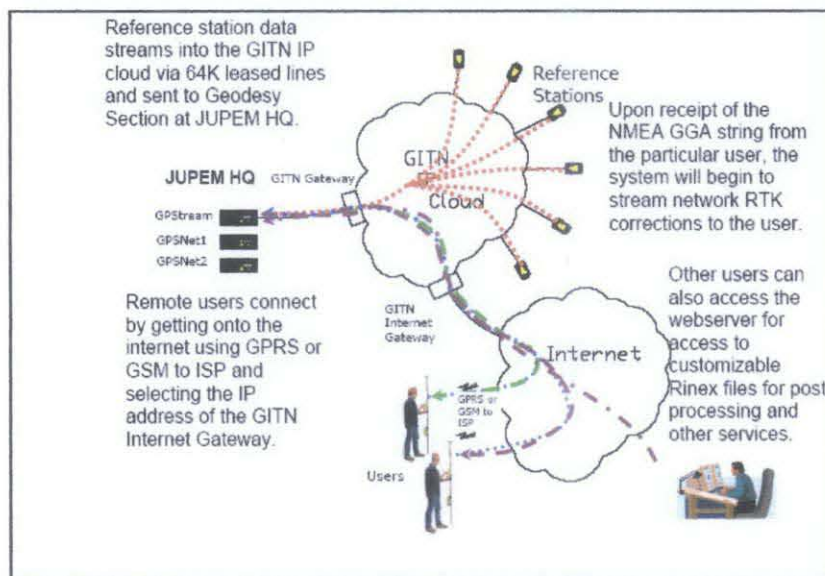 Reference station data
streams into the GITN IP
cloud via 64K leased lines
and sent to Geodesy
Section at JUPEM HQ.
Reference
Stations
Upon receipt of the
NMEA GGA string from
the particular user, the
system will begin to
stream network RTK
corrections to the user.
GITN
Cloud
JUPEM HQ
GITN Gateway
GPStream
GPSNet1
GPSNet2
Remote users connect
by getting onto the
internet using GPRS or
GSM to ISP and
selecting the IP
address of the GITN
Internet Gateway.
GITN
Internet
Gateway
Internet
Other users can
also access the
webserver for
access to
customizable
Rinex files for post
processing and
other services.
GPRS or
GSM to
ISP
Users